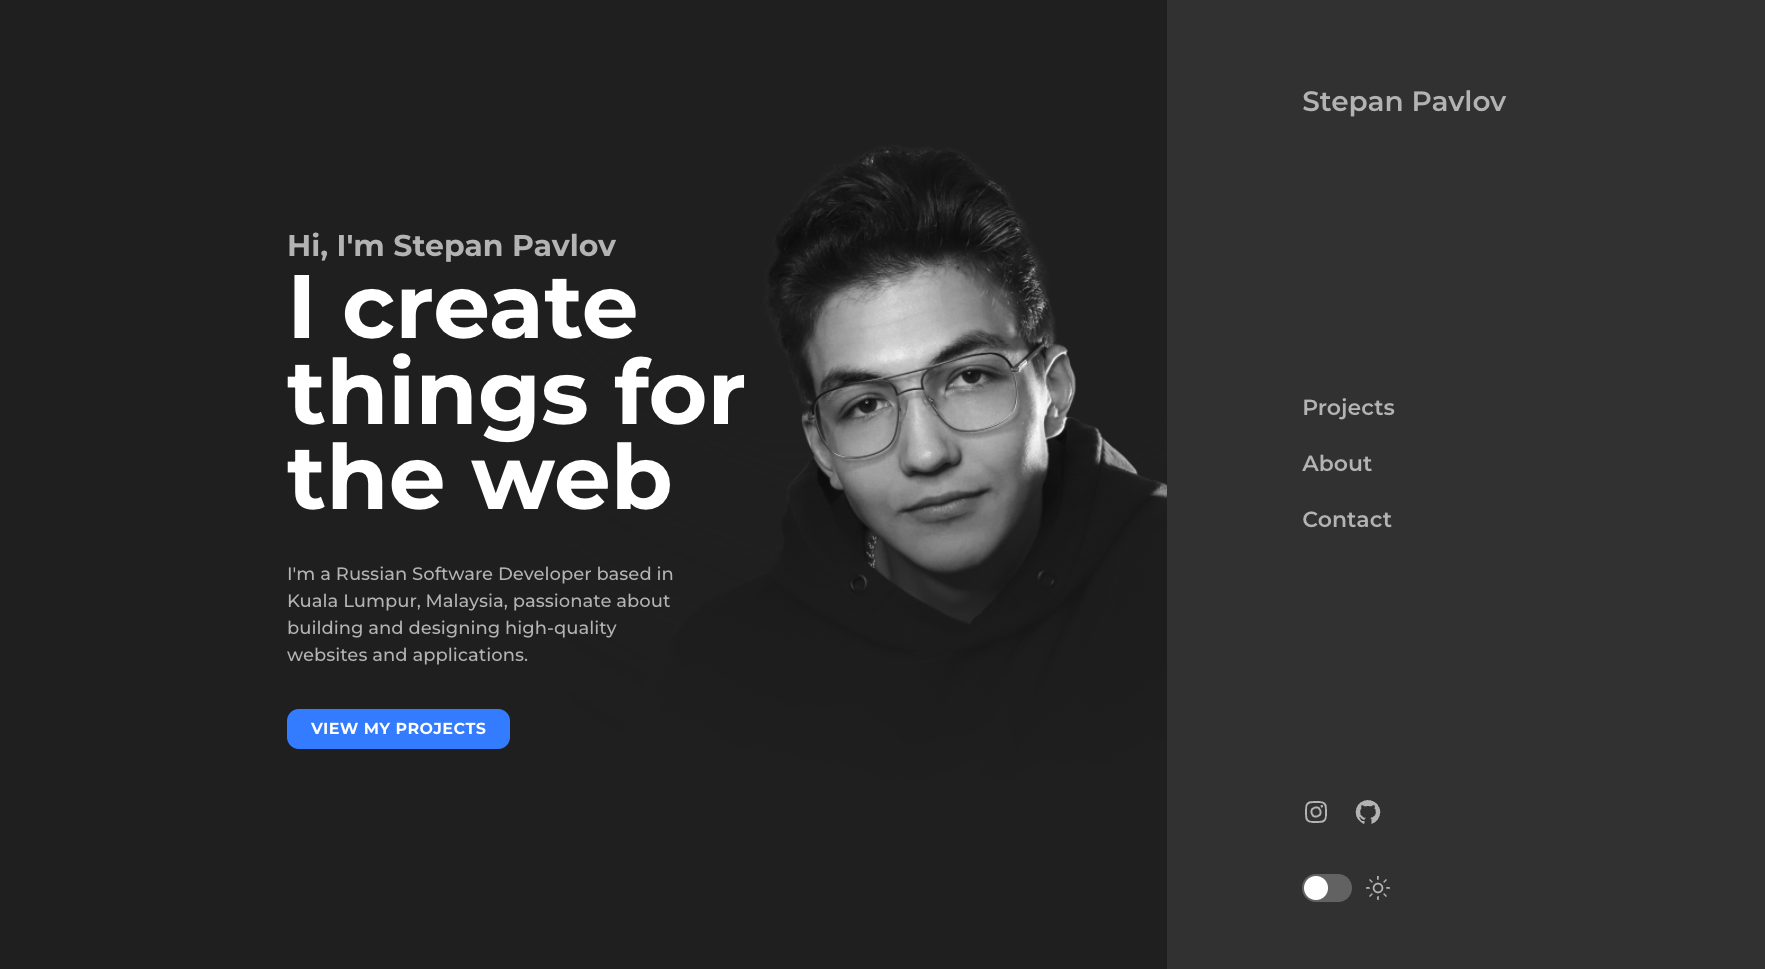 Hi, I'm Stepan Pavlov
I create
things for
the web
I'm a Russian Software Developer based in
Kuala Lumpur, Malaysia, passionate about
building and designing high-quality
websites and applications.
VIEW MY PROJECTS
Stepan Pavlov
Projects
About
Contact